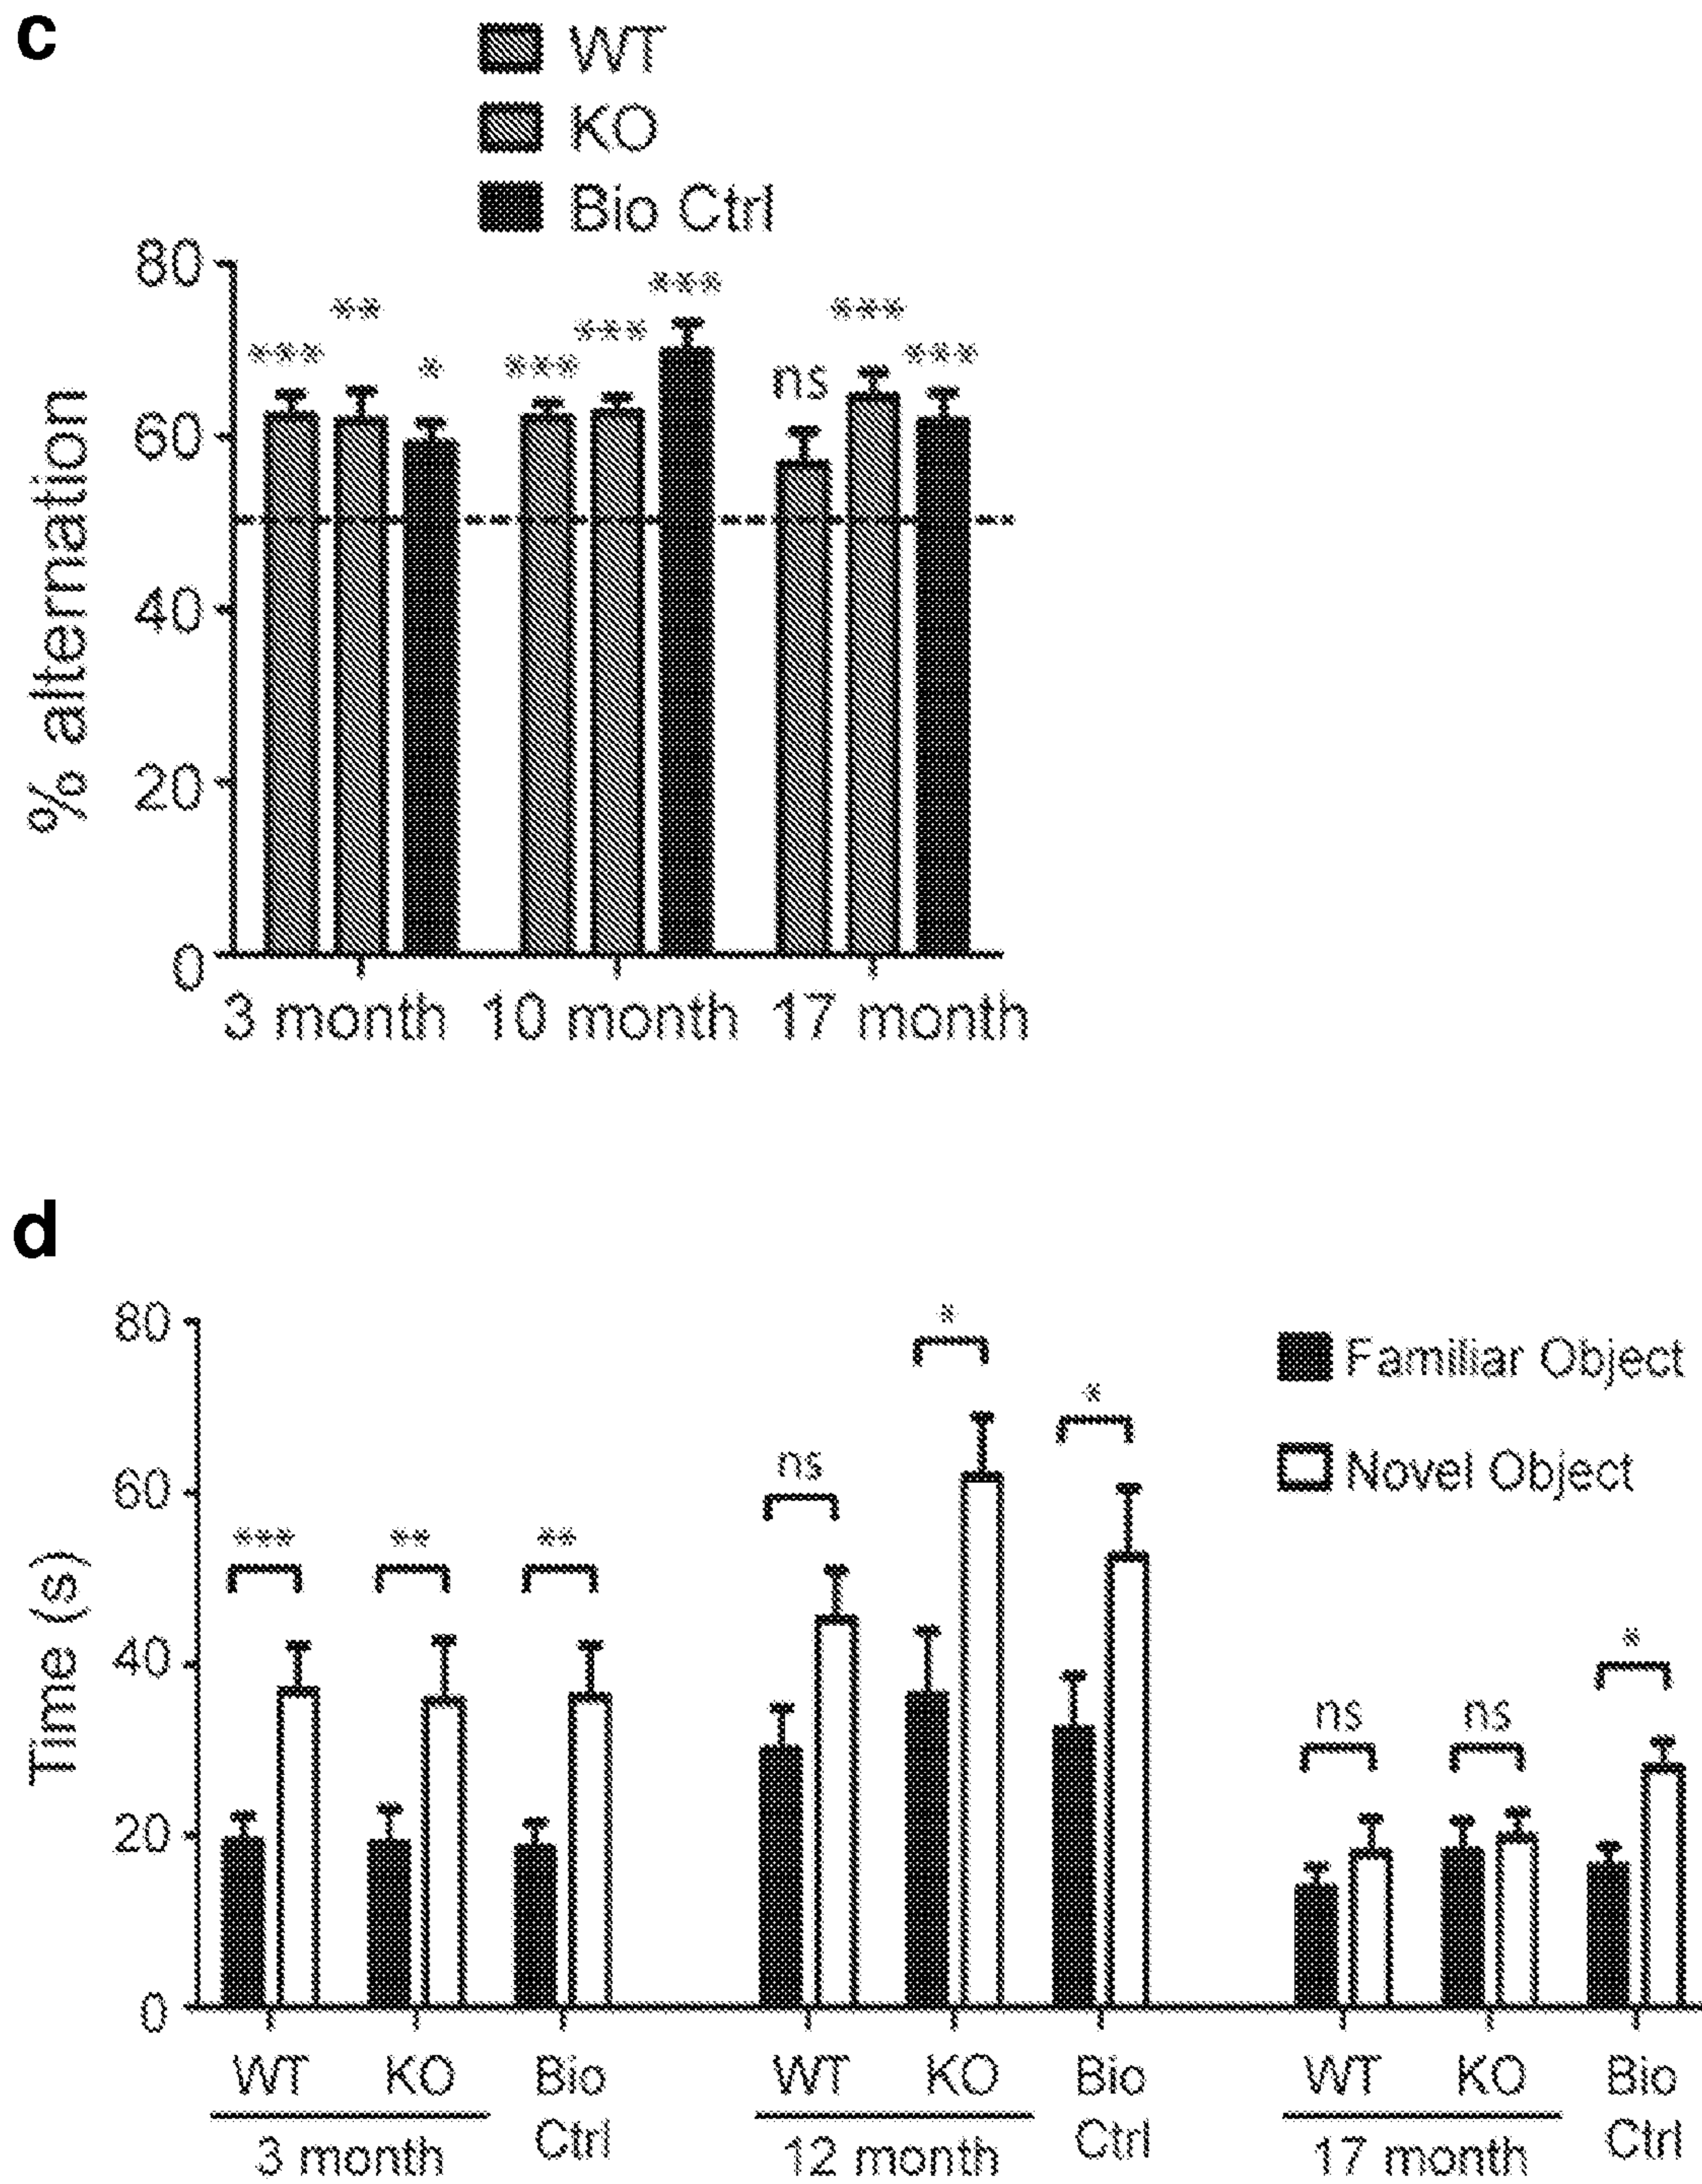 c
WT
KO
Bio Ctrl
% alternation
80
60
40
20
0
***
**
*
***
***
***
ns
***
***
3 month 10 month 17 month
d
Time (s)
80
60
40
20
0
Familiar Object
Novel Object
***
**
**
ns
*
*
ns
ns
*
WT KO Bio Ctrl WT KO Bio Ctrl WT KO Bio Ctrl
3 month 12 month 17 month